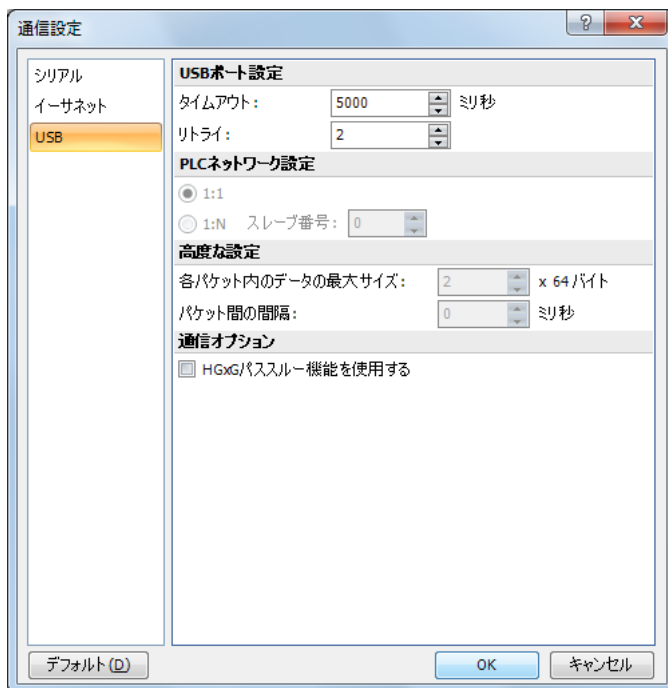 通信設定
シリアル
イーサネット
USB
USBポート設定
タイムアウト: 5000 ミリ秒
リトライ: 2
PLCネットワーク設定
1:1
1:N スレーブ番号: 0
高度な設定
各パケット内のデータの最大サイズ: 2 x 64 バイト
パケット間の間隔: 0 ミリ秒
通信オプション
HGxGパススルー機能を使用する
デフォルト(D) OK キャンセル